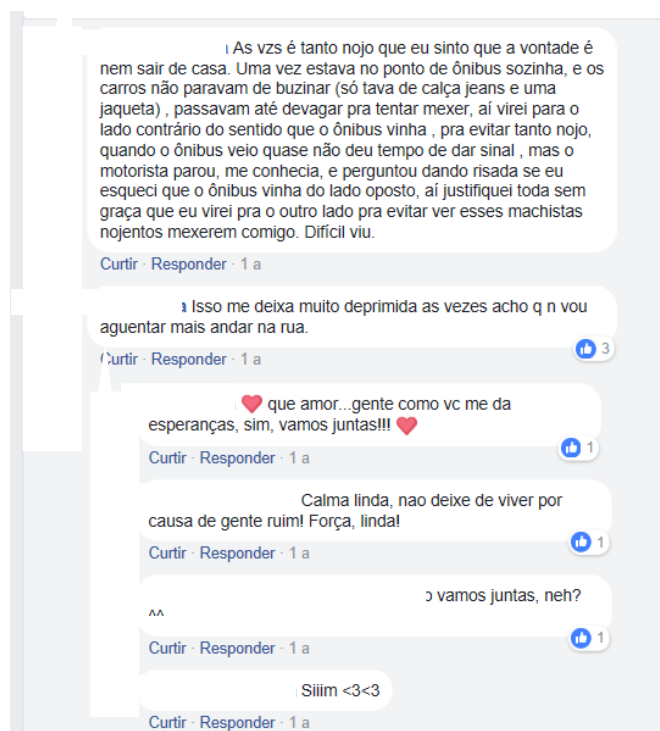 As vzs é tanto nojo que eu sinto que a vontade é
nem sair de casa. Uma vez estava no ponto de ônibus sozinha, e os
carros não paravam de buzinar (só tava de calça jeans e uma
jaqueta) , passavam até devagar pra tentar mexer, aí virei para o
lado contrário do sentido que o ônibus vinha , pra evitar tanto nojo,
quando o ônibus veio quase não deu tempo de dar sinal , mas o
motorista parou, me conhecia, e perguntou dando risada se eu
esqueci que o ônibus vinha do lado oposto, aí justifiquei toda sem
graça que eu virei pra o outro lado pra evitar ver esses machistas
nojentos mexerem comigo. Difícil viu.
Curtir · Responder · 1 a
Isso me deixa muito deprimida as vezes acho q n vou
aguentar mais andar na rua.
3
Curtir · Responder · 1 a
❤ que amor...gente como vc me da
esperanças, sim, vamos juntas!!! ❤
1
Curtir · Responder · 1 a
Calma linda, nao deixe de viver por
causa de gente ruim! Força, linda!
1
Curtir · Responder · 1 a
vamos juntas, neh?
^^
1
Curtir · Responder · 1 a
Siiim <3<3
Curtir · Responder · 1 a